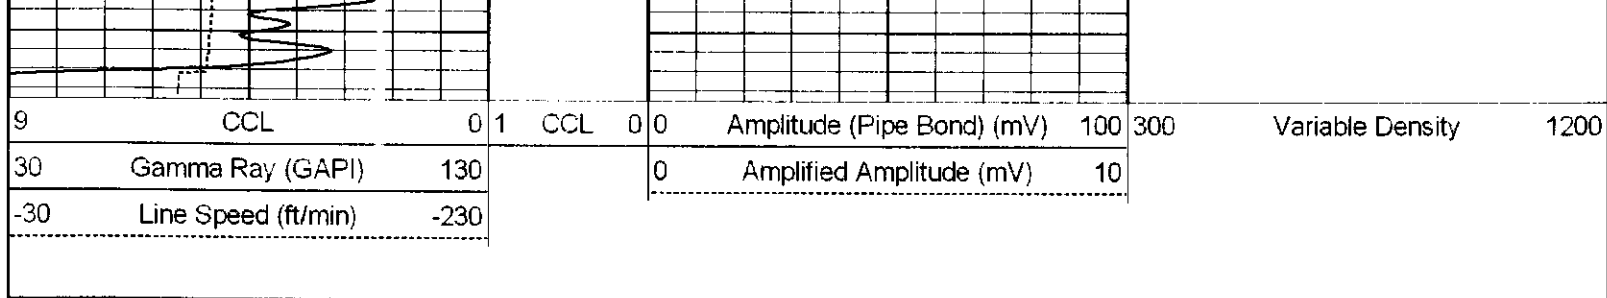 9 CCL 0 1 CCL 0 0 Amplitude (Pipe Bond) (mV) 100 300 Variable Density 1200
30 Gamma Ray (GAPI) 130 0 Amplified Amplitude (mV) 10
-30 Line Speed (ft/min) -230